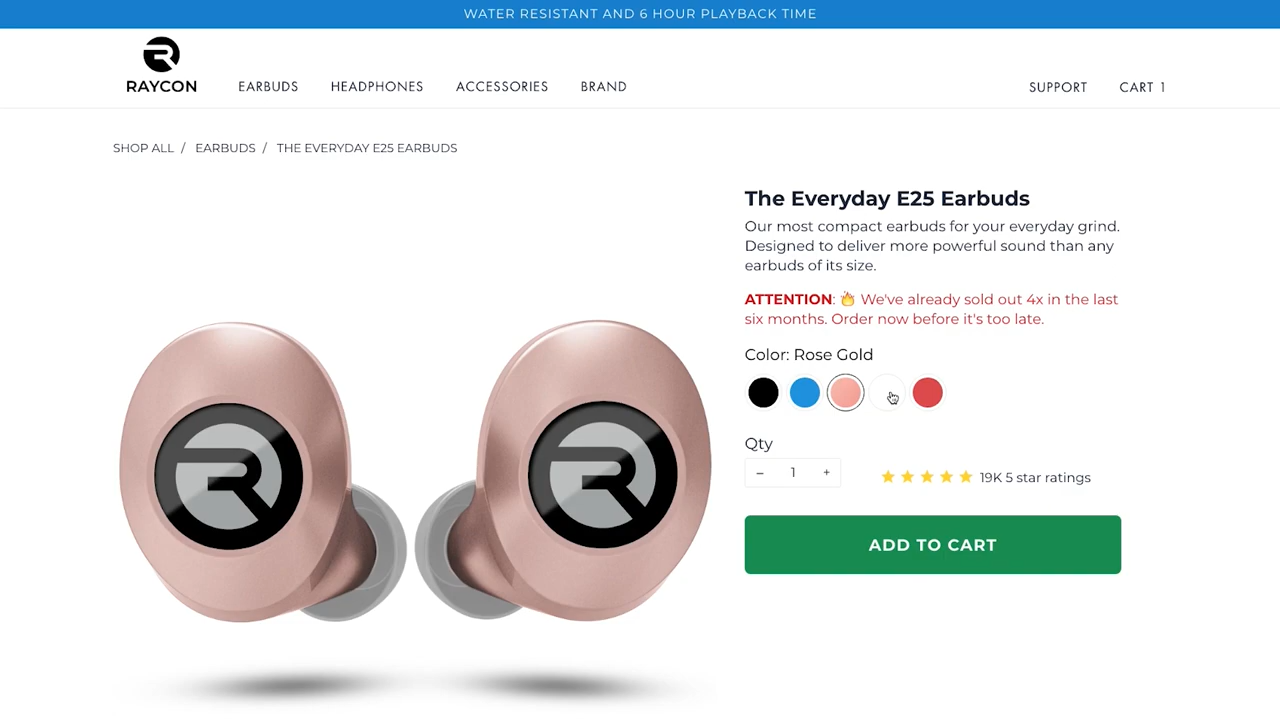 WATER RESISTANT AND 6 HOUR PLAYBACK TIME
RAYCON
EARBUDS
HEADPHONES
ACCESSORIES
BRAND
SUPPORT
CART 1
SHOP ALL / EARBUDS / THE EVERYDAY E25 EARBUDS
The Everyday E25 Earbuds
Our most compact earbuds for your everyday grind.
Designed to deliver more powerful sound than any
earbuds of its size.
ATTENTION: 🔥 We've already sold out 4x in the last
six months. Order now before it's too late.
Color: Rose Gold
Qty
− 1 +
19K 5 star ratings
ADD TO CART